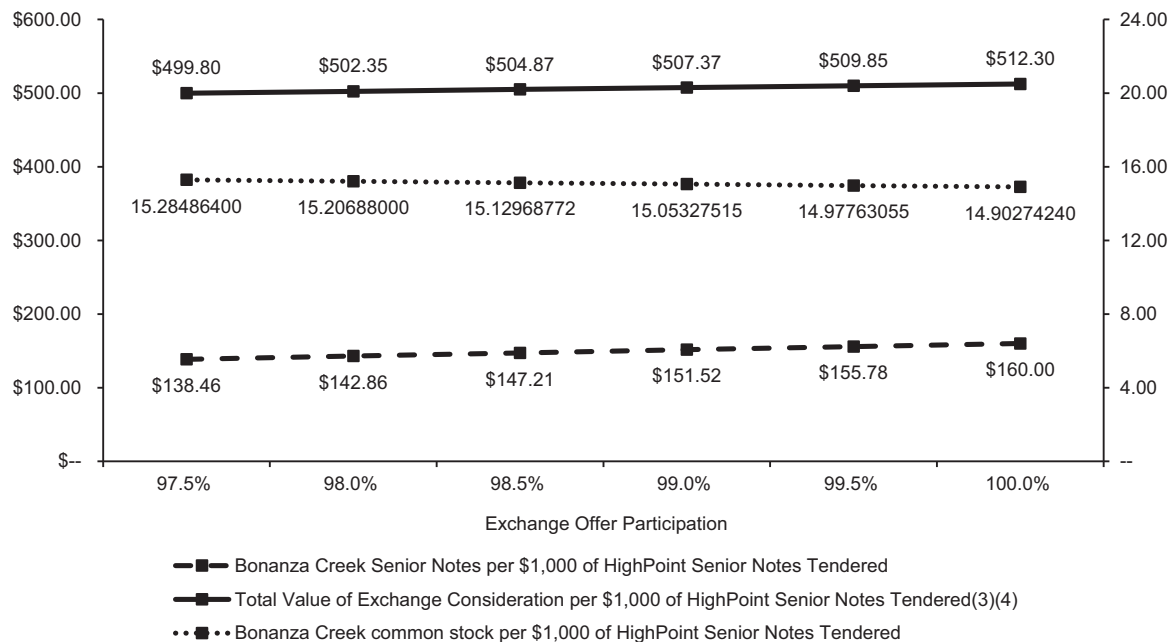 $600.00 24.00
$499.80 $502.35 $504.87 $507.37 $509.85 $512.30
$500.00 20.00
$400.00 16.00
15.28486400 15.20688000 15.12968772 15.05327515 14.97763055 14.90274240
$300.00 12.00
$200.00 8.00
$138.46 $142.86 $147.21 $151.52 $155.78 $160.00
$100.00 4.00
$-- --
97.5% 98.0% 98.5% 99.0% 99.5% 100.0%
Exchange Offer Participation
Bonanza Creek Senior Notes per $1,000 of HighPoint Senior Notes Tendered
Total Value of Exchange Consideration per $1,000 of HighPoint Senior Notes Tendered(3)(4)
Bonanza Creek common stock per $1,000 of HighPoint Senior Notes Tendered